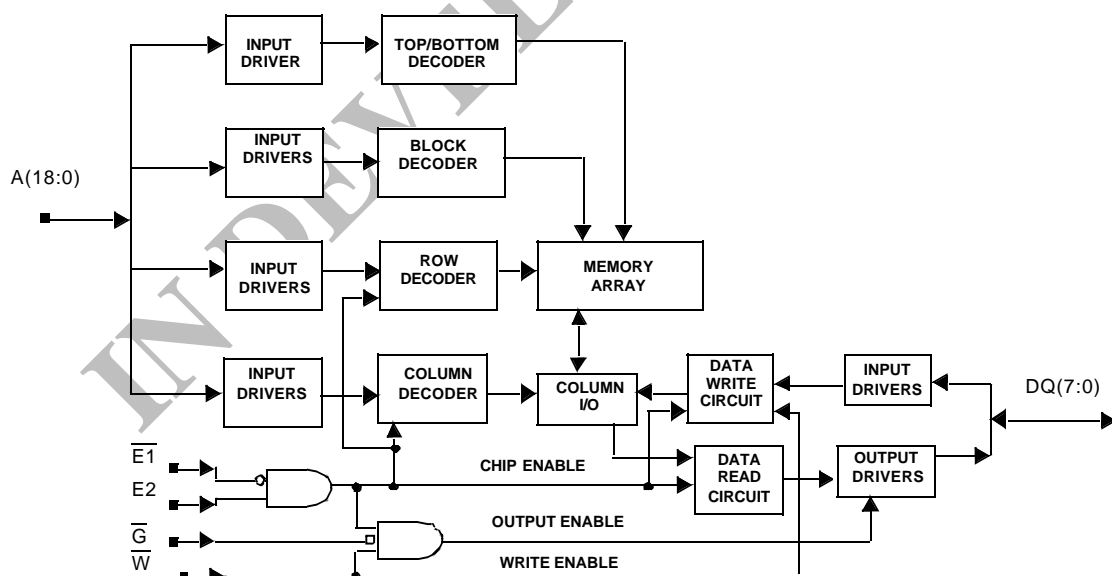 INPUT
DRIVER
TOP/BOTTOM
DECODER
INPUT
DRIVERS
BLOCK
DECODER
A(18:0)
INPUT
DRIVERS
ROW
DECODER
MEMORY
ARRAY
INPUT
DRIVERS
COLUMN
DECODER
COLUMN
I/O
DATA
WRITE
CIRCUIT
INPUT
DRIVERS
DQ(7:0)
E1
E2
G
W
CHIP ENABLE
DATA
READ
CIRCUIT
OUTPUT
DRIVERS
OUTPUT ENABLE
WRITE ENABLE